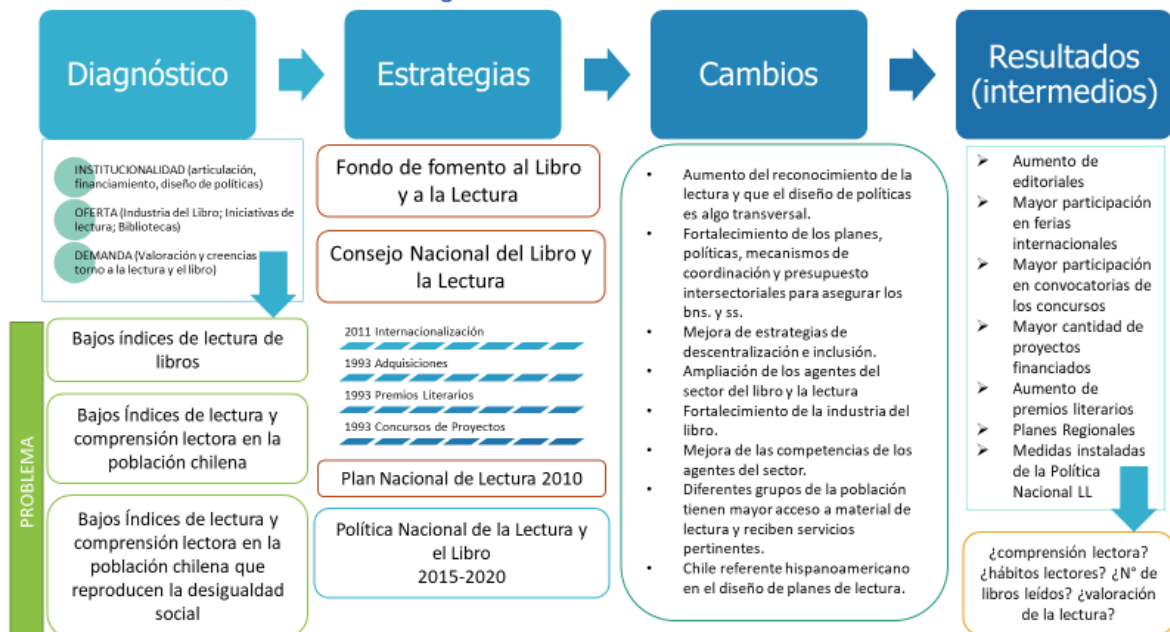 Diagnóstico
INSTITUCIONALIDAD (articulación,
financiamiento, diseño de políticas)
OFERTA (Industria del Libro; Iniciativas de
lectura; Bibliotecas)
DEMANDA (Valoración y creencias
torno a la lectura y el libro)
PROBLEMA
Bajos índices de lectura de
libros
Bajos Índices de lectura y
comprensión lectora en la
población chilena
Bajos Índices de lectura y
comprensión lectora en la
población chilena que
reproducen la desigualdad
social
Estrategias
Fondo de fomento al Libro
y a la Lectura
Consejo Nacional del Libro y
la Lectura
2011 Internacionalización
1993 Adquisiciones
1993 Premios Literarios
1993 Concursos de Proyectos
Plan Nacional de Lectura 2010
Política Nacional de la Lectura y
el Libro
2015-2020
Cambios
• Aumento del reconocimiento de la
lectura y que el diseño de políticas
es algo transversal.
• Fortalecimiento de los planes,
políticas, mecanismos de
coordinación y presupuesto
intersectoriales para asegurar los
bns. y ss.
• Mejora de estrategias de
descentralización e inclusión.
• Ampliación de los agentes del
sector del libro y la lectura
• Fortalecimiento de la industria del
libro.
• Mejora de las competencias de los
agentes del sector.
• Diferentes grupos de la población
tienen mayor acceso a material de
lectura y reciben servicios
pertinentes.
• Chile referente hispanoamericano
en el diseño de planes de lectura.
Resultados
(intermedios)
➢ Aumento de
editoriales
➢ Mayor participación
en ferias
internacionales
➢ Mayor participación
en convocatorias de
los concursos
➢ Mayor cantidad de
proyectos
financiados
➢ Aumento de
premios literarios
➢ Planes Regionales
➢ Medidas instaladas
de la Política
Nacional LL
¿comprensión lectora?
¿hábitos lectores? ¿N° de
libros leídos? ¿valoración
de la lectura?